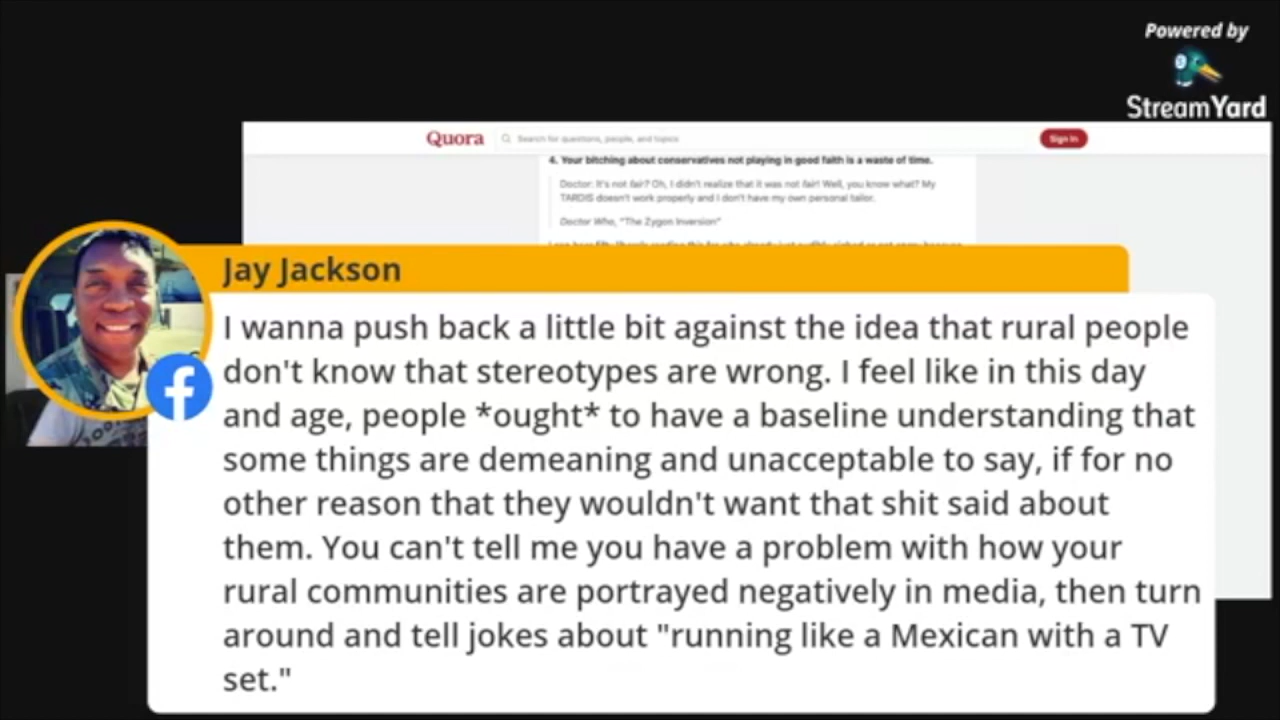 Powered by
StreamYard
Quora
Search for questions, people, and topics
Sign In
4. Your bitching about conservatives not playing in good faith is a waste of time.
Doctor: It's not fair? Oh, I didn't realize that it was not fair! Well, you know what? My
TARDIS doesn't work properly and I don't have my own personal tailor.
Doctor Who, "The Zygon Inversion"
Jay Jackson
I wanna push back a little bit against the idea that rural people
don't know that stereotypes are wrong. I feel like in this day
and age, people *ought* to have a baseline understanding that
some things are demeaning and unacceptable to say, if for no
other reason that they wouldn't want that shit said about
them. You can't tell me you have a problem with how your
rural communities are portrayed negatively in media, then turn
around and tell jokes about "running like a Mexican with a TV
set."